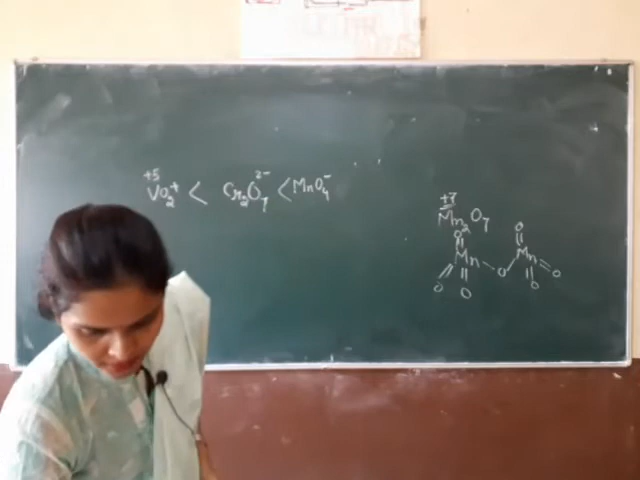 +5
VO₂⁺ < Cr₂O₇²⁻ < MnO₄⁻
+7
Mn₂O₇
O O
Mn O Mn O
O O O